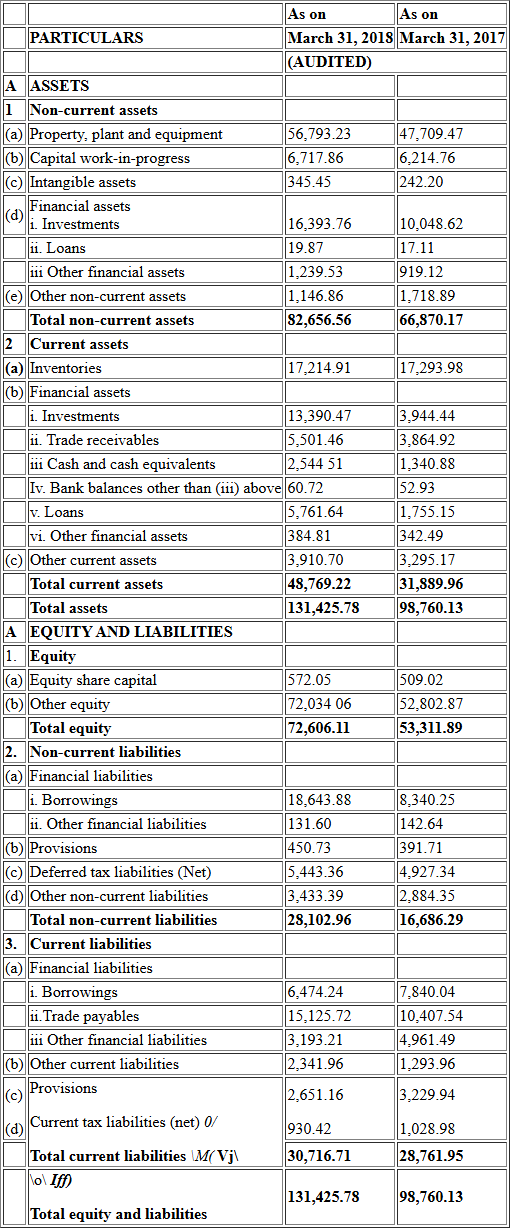 As on As on
PARTICULARS March 31, 2018 March 31, 2017
(AUDITED)
A ASSETS
1 Non-current assets
(a) Property, plant and equipment 56,793.23 47,709.47
(b) Capital work-in-progress 6,717.86 6,214.76
(c) Intangible assets 345.45 242.20
(d) Financial assets
i. Investments 16,393.76 10,048.62
ii. Loans 19.87 17.11
iii Other financial assets 1,239.53 919.12
(e) Other non-current assets 1,146.86 1,718.89
Total non-current assets 82,656.56 66,870.17
2 Current assets
(a) Inventories 17,214.91 17,293.98
(b) Financial assets
i. Investments 13,390.47 3,944.44
ii. Trade receivables 5,501.46 3,864.92
iii Cash and cash equivalents 2,544 51 1,340.88
Iv. Bank balances other than (iii) above 60.72 52.93
v. Loans 5,761.64 1,755.15
vi. Other financial assets 384.81 342.49
(c) Other current assets 3,910.70 3,295.17
Total current assets 48,769.22 31,889.96
Total assets 131,425.78 98,760.13
A EQUITY AND LIABILITIES
1. Equity
(a) Equity share capital 572.05 509.02
(b) Other equity 72,034 06 52,802.87
Total equity 72,606.11 53,311.89
2. Non-current liabilities
(a) Financial liabilities
i. Borrowings 18,643.88 8,340.25
ii. Other financial liabilities 131.60 142.64
(b) Provisions 450.73 391.71
(c) Deferred tax liabilities (Net) 5,443.36 4,927.34
(d) Other non-current liabilities 3,433.39 2,884.35
Total non-current liabilities 28,102.96 16,686.29
3. Current liabilities
(a) Financial liabilities
i. Borrowings 6,474.24 7,840.04
ii.Trade payables 15,125.72 10,407.54
iii Other financial liabilities 3,193.21 4,961.49
(b) Other current liabilities 2,341.96 1,293.96
(c) Provisions 2,651.16 3,229.94
(d) Current tax liabilities (net) 0/ 930.42 1,028.98
Total current liabilities \M( Vj\ 30,716.71 28,761.95
\o\ Iff)
Total equity and liabilities 131,425.78 98,760.13